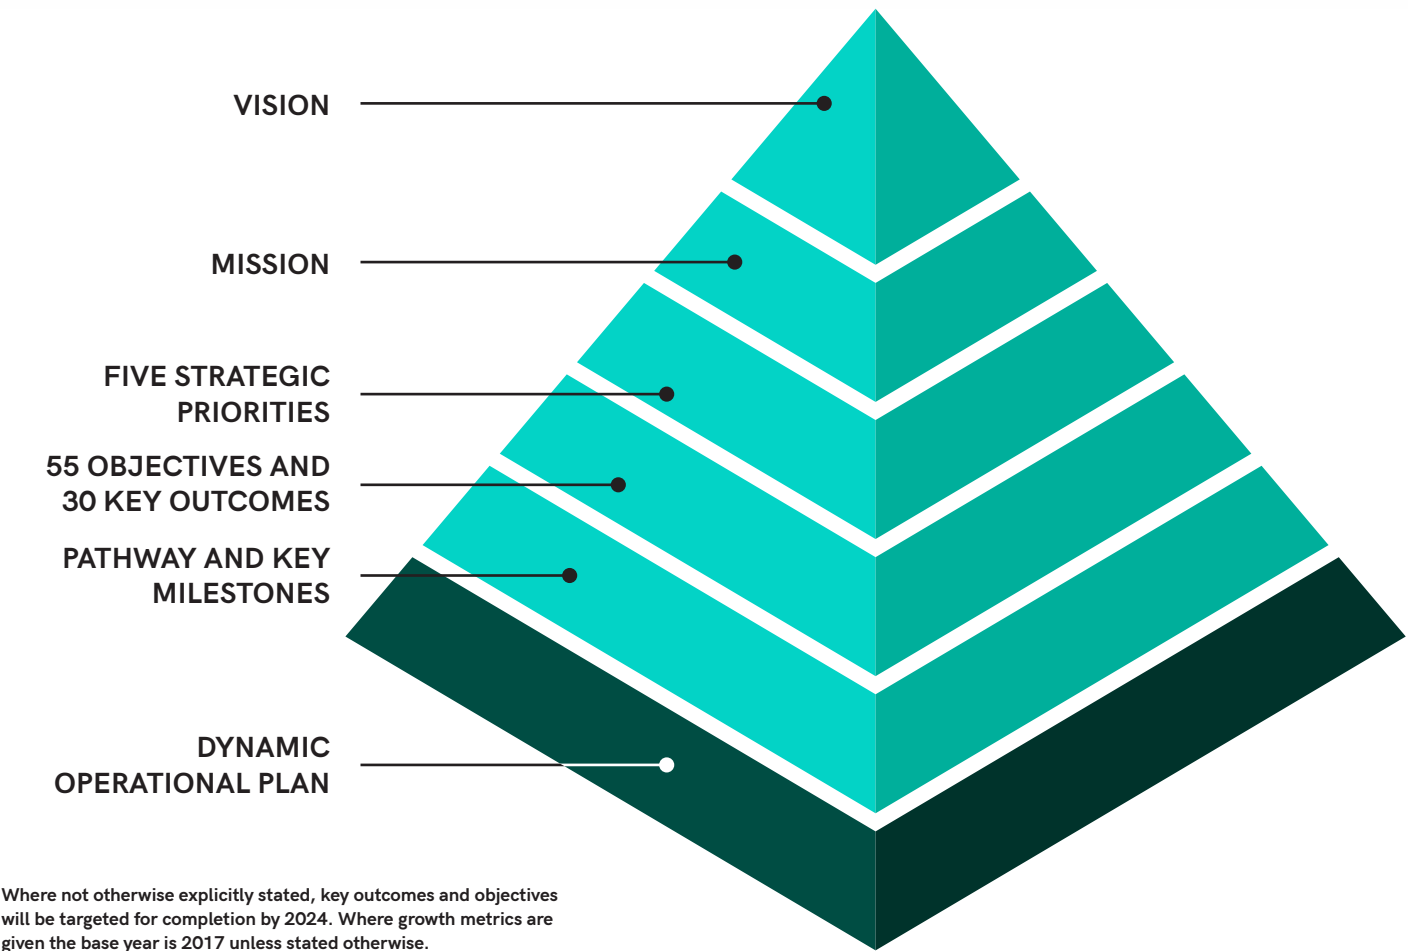 VISION
MISSION
FIVE STRATEGIC
PRIORITIES
55 OBJECTIVES AND
30 KEY OUTCOMES
PATHWAY AND KEY
MILESTONES
DYNAMIC
OPERATIONAL PLAN
Where not otherwise explicitly stated, key outcomes and objectives
will be targeted for completion by 2024. Where growth metrics are
given the base year is 2017 unless stated otherwise.